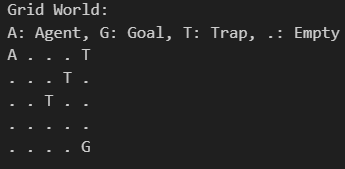 Grid World:
A: Agent, G: Goal, T: Trap, .: Empty
A . . . T
. . . T .
. . T . .
. . . . .
. . . . G